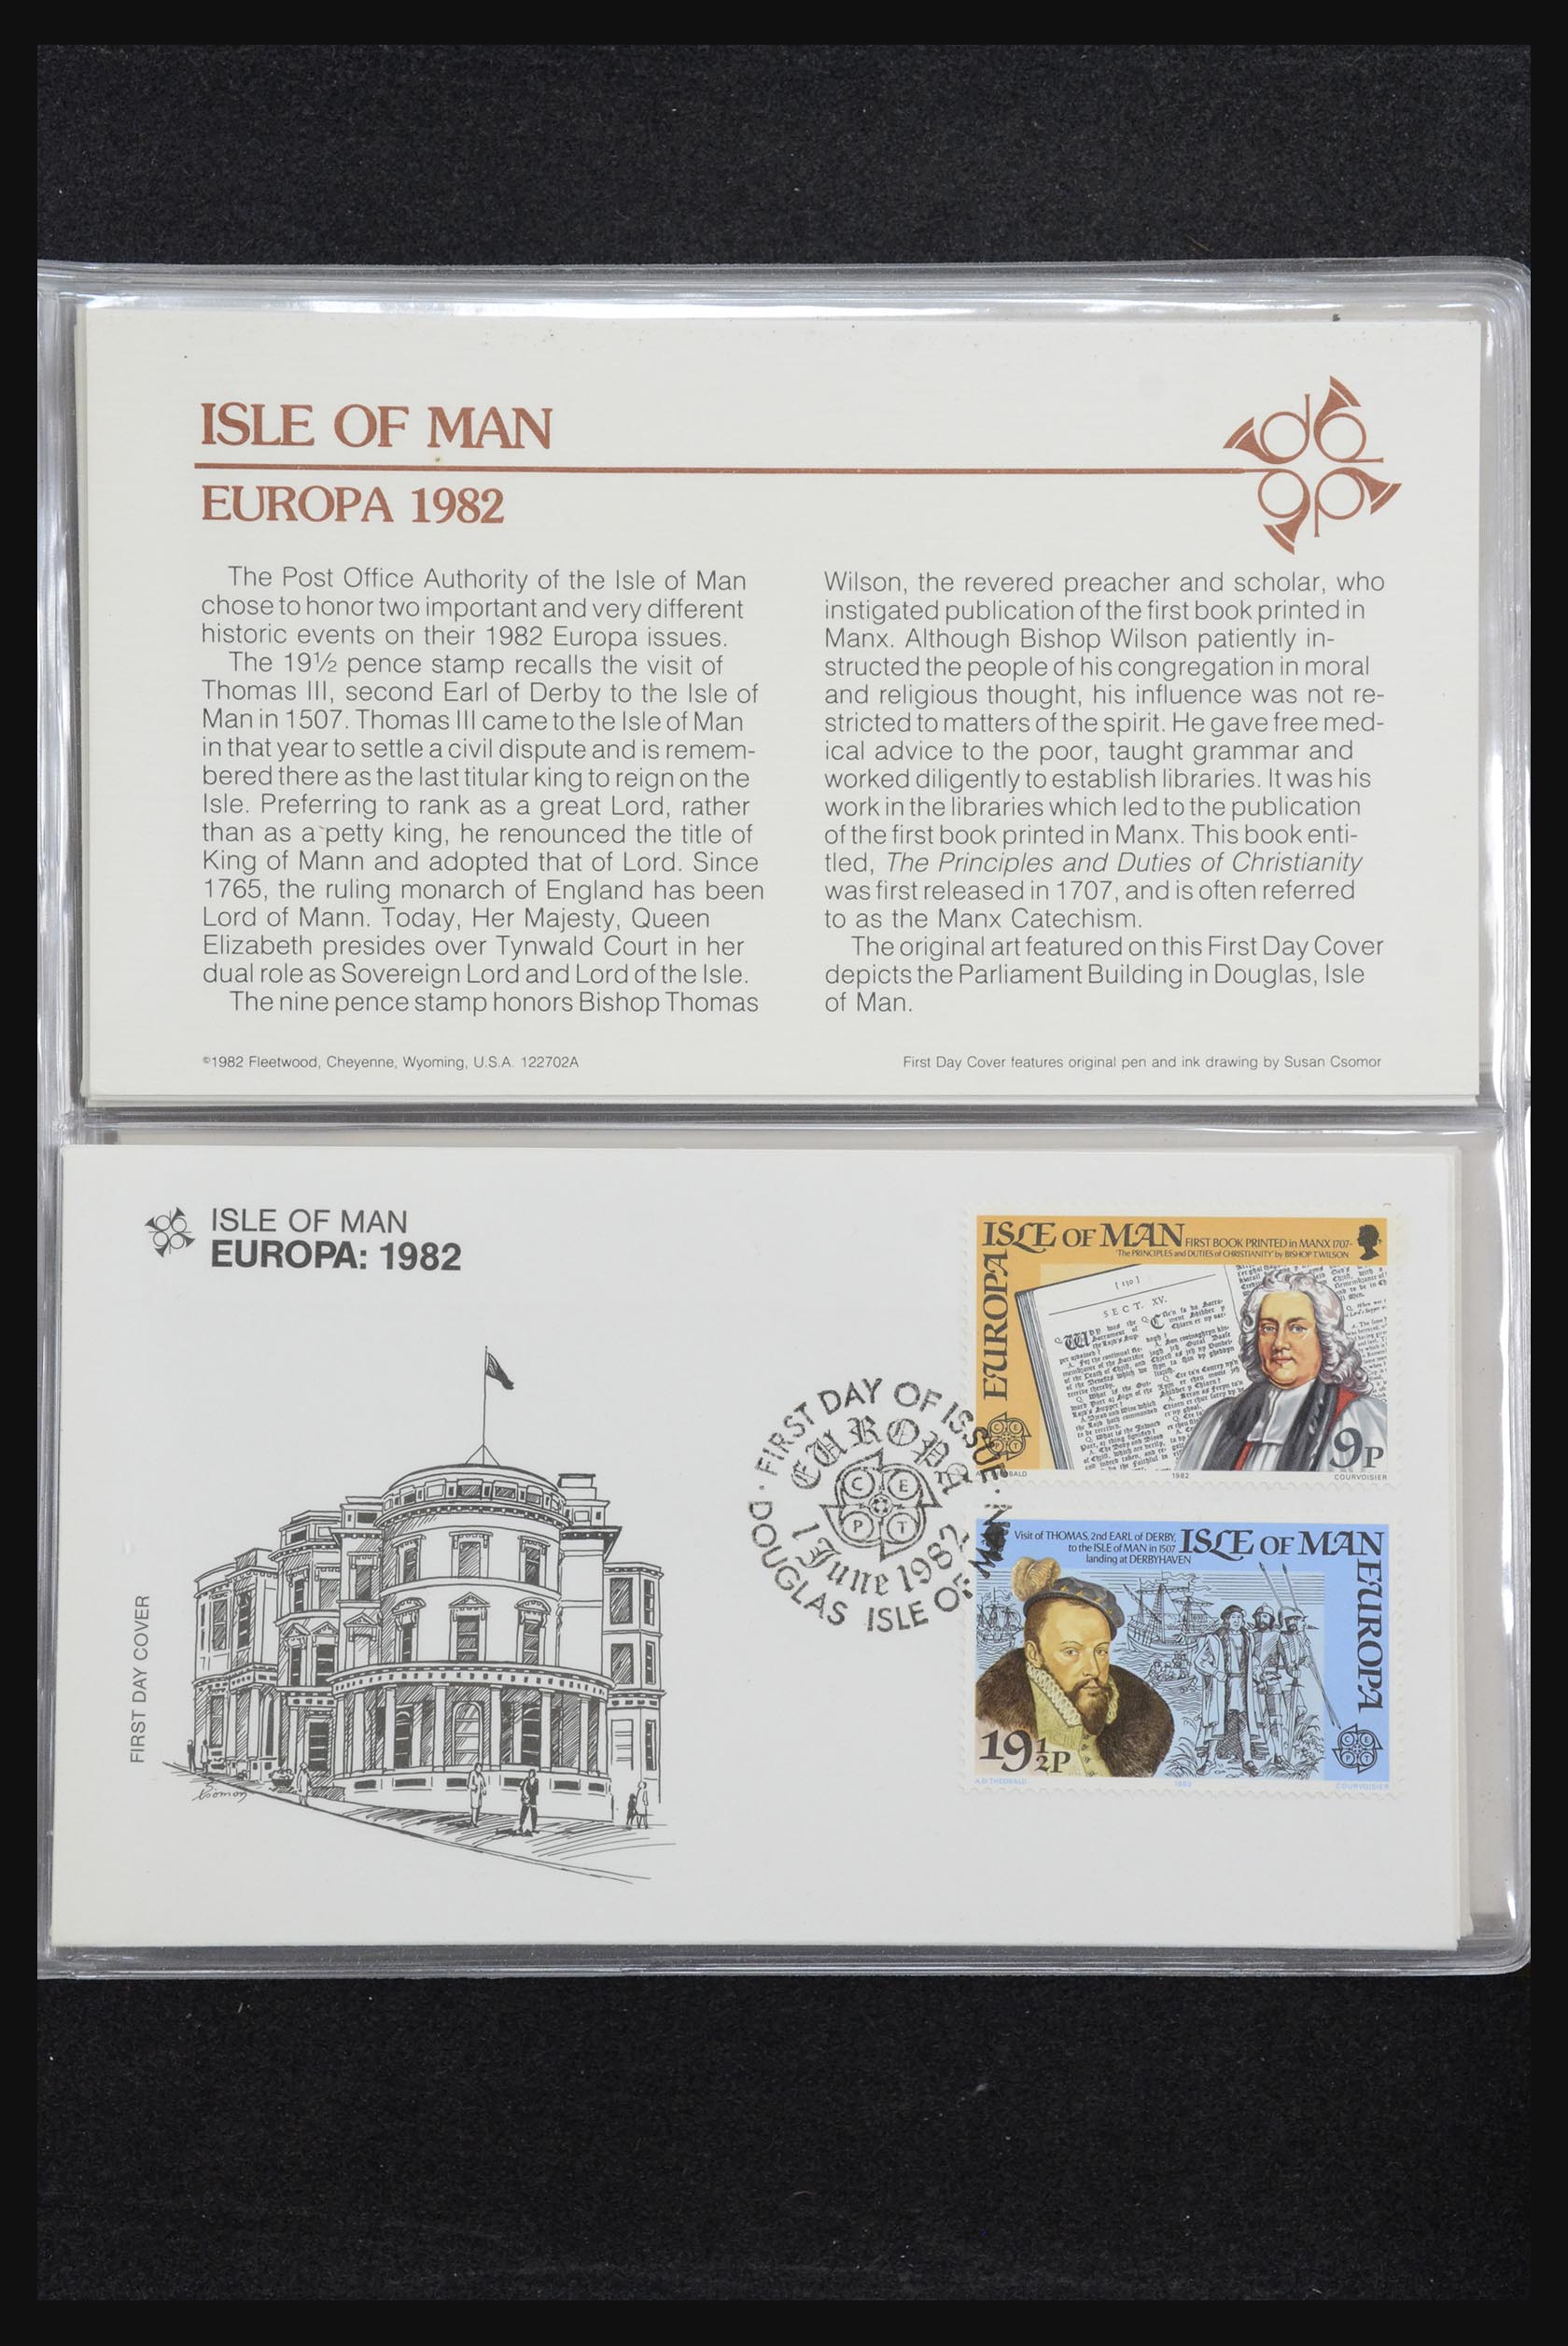 ISLE OF MAN
EUROPA 1982
The Post Office Authority of the Isle of Man
chose to honor two important and very different
historic events on their 1982 Europa issues.
The 19½ pence stamp recalls the visit of
Thomas III, second Earl of Derby to the Isle of
Man in 1507. Thomas III came to the Isle of Man
in that year to settle a civil dispute and is remem-
bered there as the last titular king to reign on the
Isle. Preferring to rank as a great Lord, rather
than as a petty king, he renounced the title of
King of Mann and adopted that of Lord. Since
1765, the ruling monarch of England has been
Lord of Mann. Today, Her Majesty, Queen
Elizabeth presides over Tynwald Court in her
dual role as Sovereign Lord and Lord of the Isle.
The nine pence stamp honors Bishop Thomas
Wilson, the revered preacher and scholar, who
instigated publication of the first book printed in
Manx. Although Bishop Wilson patiently in-
structed the people of his congregation in moral
and religious thought, his influence was not re-
stricted to matters of the spirit. He gave free med-
ical advice to the poor, taught grammar and
worked diligently to establish libraries. It was his
work in the libraries which led to the publication
of the first book printed in Manx. This book enti-
tled, The Principles and Duties of Christianity
was first released in 1707, and is often referred
to as the Manx Catechism.
The original art featured on this First Day Cover
depicts the Parliament Building in Douglas, Isle
of Man.
©1982 Fleetwood, Cheyenne, Wyoming, U.S.A. 122702A
First Day Cover features original pen and ink drawing by Susan Csomor
ISLE OF MAN
EUROPA: 1982
FIRST DAY COVER
Csomor
· FIRST DAY OF ISSUE ·
EUROPA
C E
P T
1 June 1982
DOUGLAS ISLE OF MAN
ISLE OF MAN FIRST BOOK PRINTED in MANX 1707-
'The PRINCIPLES and DUTIES of CHRISTIANITY' by BISHOP T.WILSON
EUROPA
[ 130 ]
SECT. XV.
9P
1982
COURVOISIER
Visit of THOMAS, 2nd EARL of DERBY,
to the ISLE of MAN in 1507
landing at DERBYHAVEN
ISLE OF MAN
EUROPA
19½P
A.D THEOBALD
1982
COURVOISIER